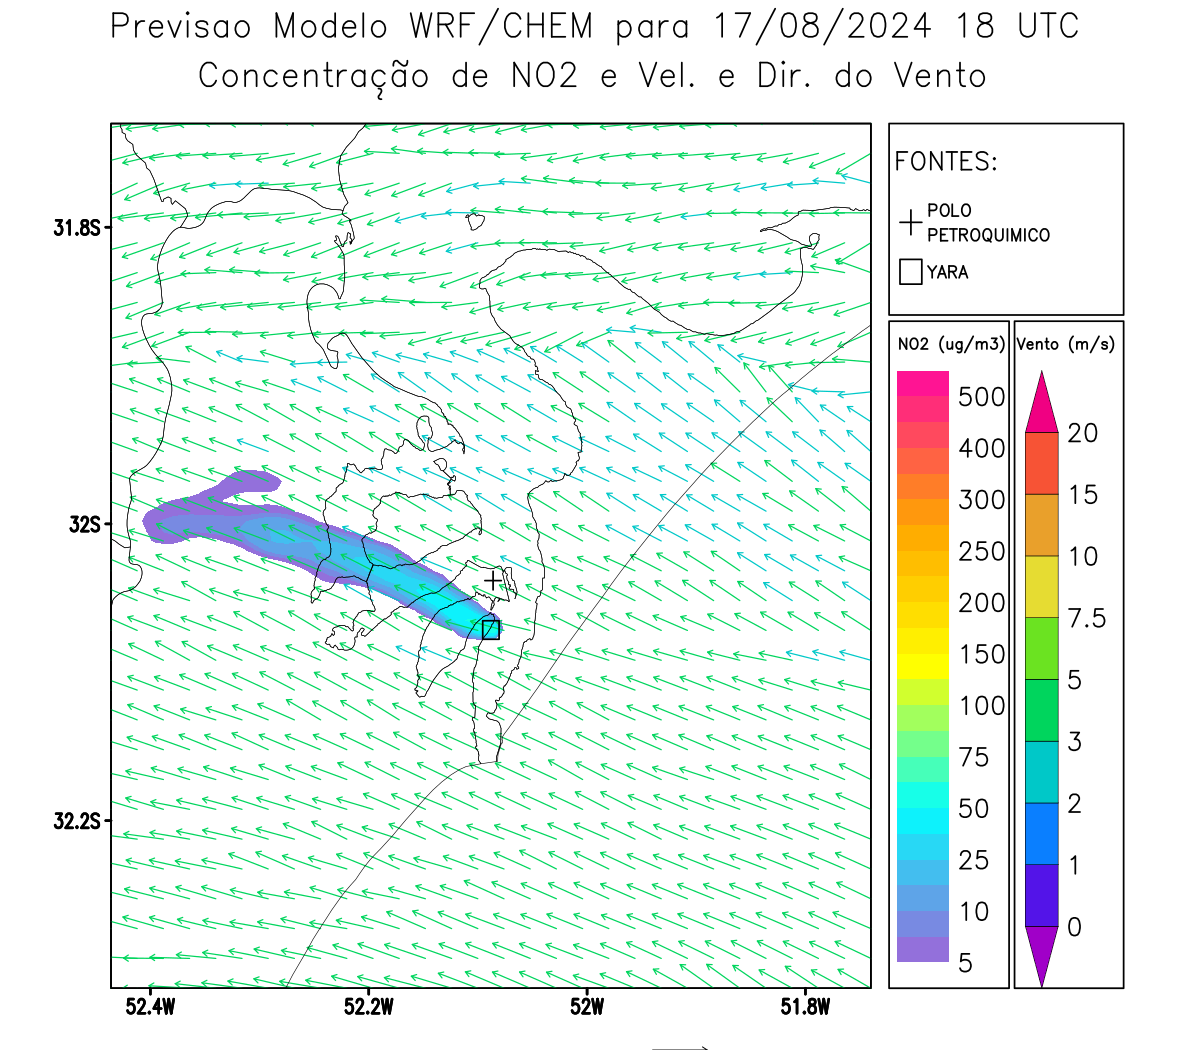 Previsao Modelo WRF/CHEM para 17/08/2024 18 UTC
Concentração de NO2 e Vel. e Dir. do Vento
FONTES:
POLO
PETROQUIMICO
YARA
31.8S
32S
32.2S
52.4W
52.2W
52W
51.8W
NO2 (ug/m3)
500
400
300
250
200
150
100
75
50
25
10
5
Vento (m/s)
20
15
10
7.5
5
3
2
1
0